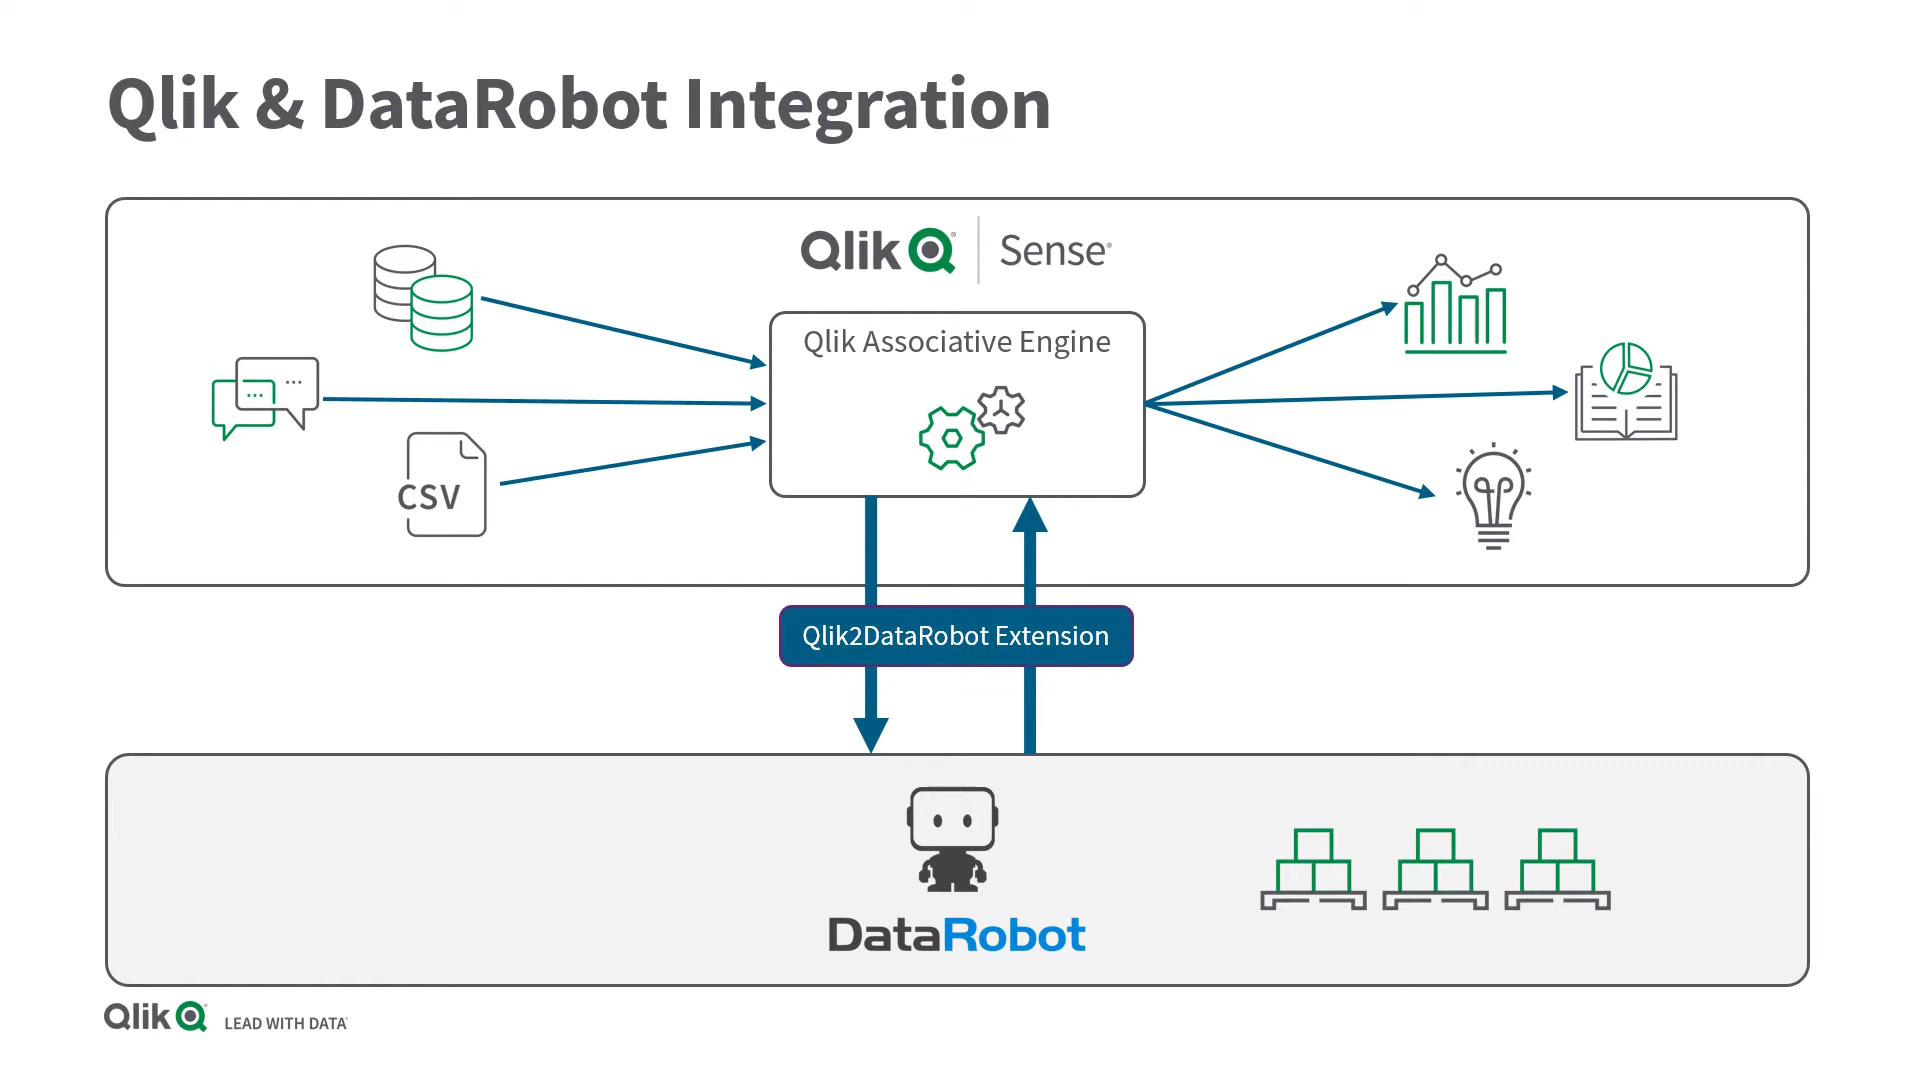 Qlik & DataRobot Integration
Qlik Sense
Qlik Associative Engine
CSV
Qlik2DataRobot Extension
DataRobot
Qlik LEAD WITH DATA